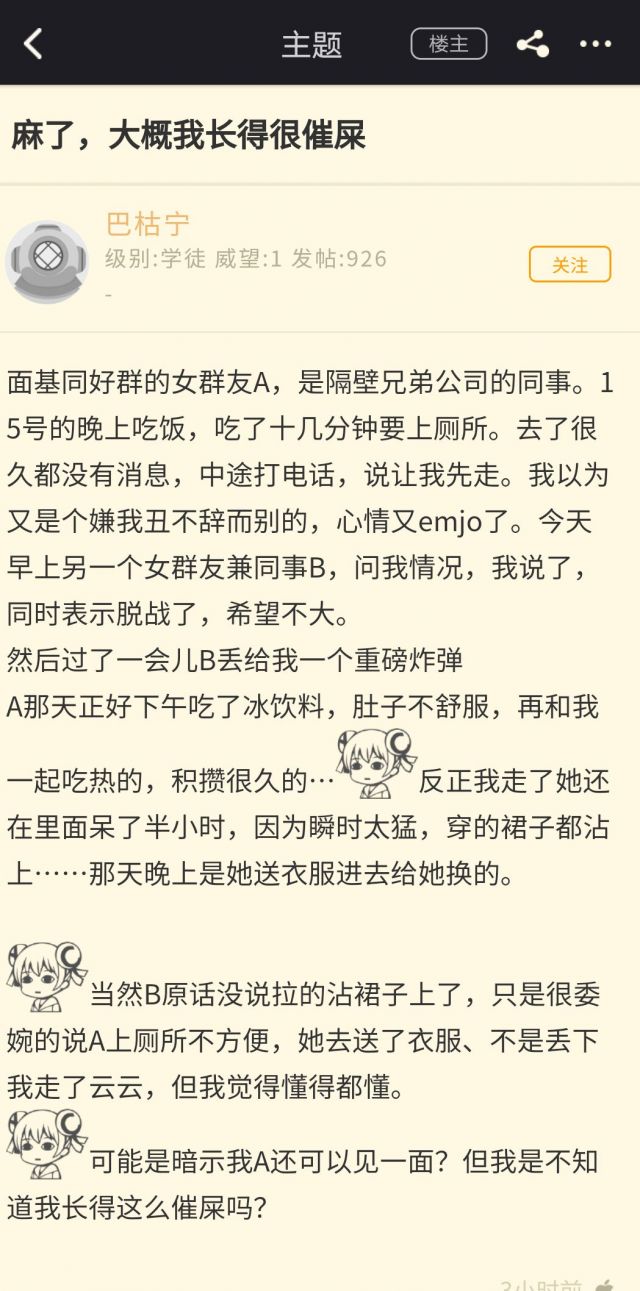 主题
楼主
麻了，大概我长得很催屎
巴枯宁
级别:学徒 威望:1 发帖:926
关注
-
面基同好群的女群友A，是隔壁兄弟公司的同事。1
5号的晚上吃饭，吃了十几分钟要上厕所。去了很
久都没有消息，中途打电话，说让我先走。我以为
又是个嫌我丑不辞而别的，心情又emjo了。今天
早上另一个女群友兼同事B，问我情况，我说了，
同时表示脱战了，希望不大。
然后过了一会儿B丢给我一个重磅炸弹
A那天正好下午吃了冰饮料，肚子不舒服，再和我
一起吃热的，积攒很久的…反正我走了她还
在里面呆了半小时，因为瞬时太猛，穿的裙子都沾
上……那天晚上是她送衣服进去给她换的。
当然B原话没说拉的沾裙子上了，只是很委
婉的说A上厕所不方便，她去送了衣服、不是丢下
我走了云云，但我觉得懂得都懂。
可能是暗示我A还可以见一面？但我是不知
道我长得这么催屎吗？
3小时前